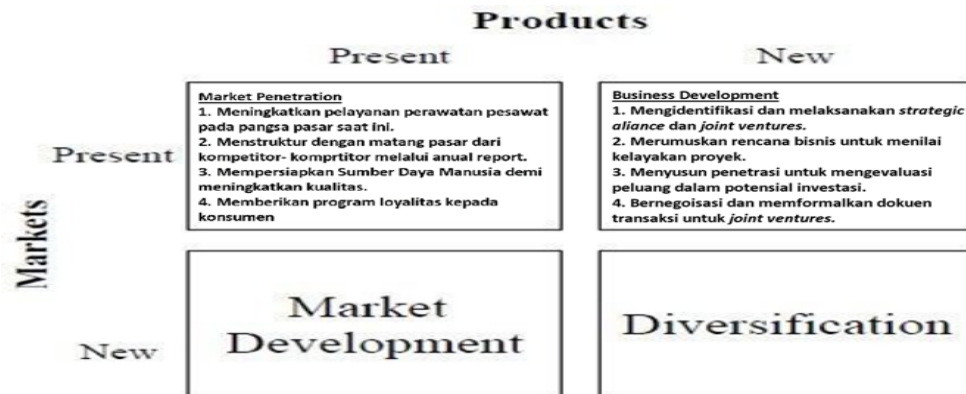 Products
Present
New
Market Penetration
1. Meningkatkan pelayanan perawatan pesawat
pada pangsa pasar saat ini.
2. Menstruktur dengan matang pasar dari
kompetitor- komprtitor melalui anual report.
3. Mempersiapkan Sumber Daya Manusia demi
meningkatkan kualitas.
4. Memberikan program loyalitas kepada
konsumen
Business Development
1. Mengidentifikasi dan melaksanakan strategic
aliance dan joint ventures.
2. Merumuskan rencana bisnis untuk menilai
kelayakan proyek.
3. Menyusun penetrasi untuk mengevaluasi
peluang dalam potensial investasi.
4. Bernegoisasi dan memformalkan dokuen
transaksi untuk joint ventures.
Present
Markets
New
Market
Development
Diversification